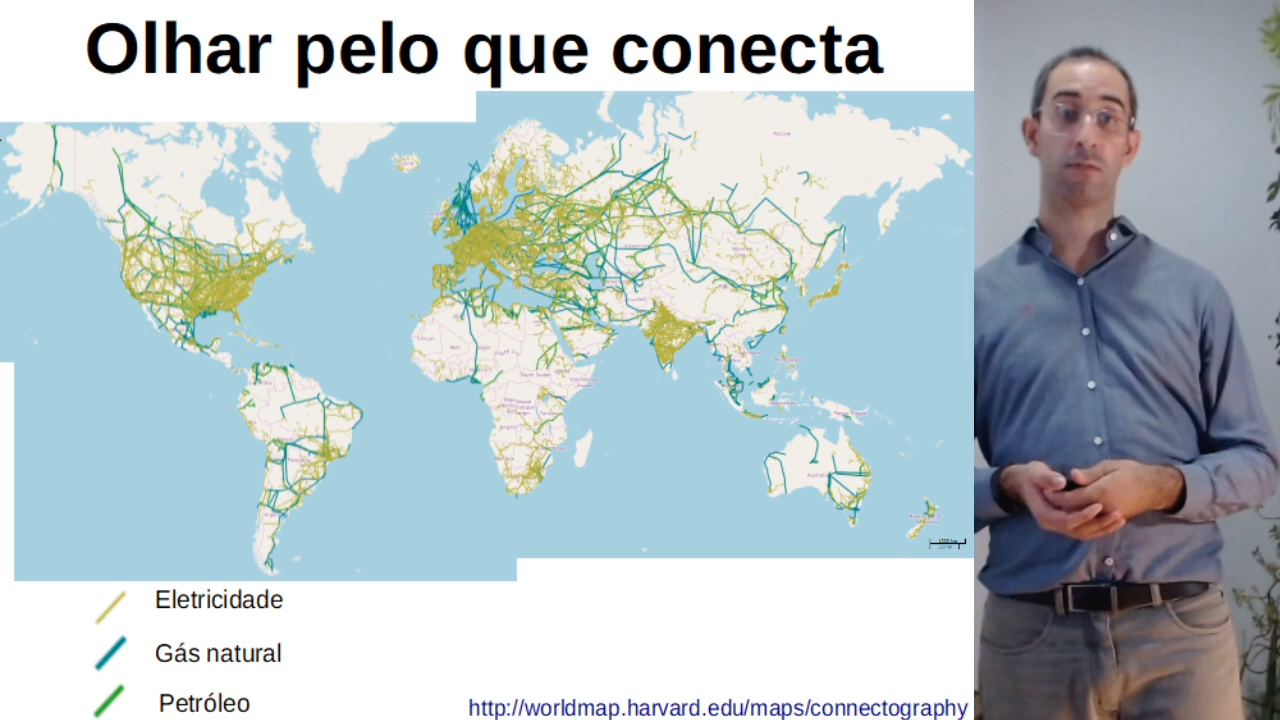 Olhar pelo que conecta
Eletricidade
Gás natural
Petróleo
http://worldmap.harvard.edu/maps/connectography